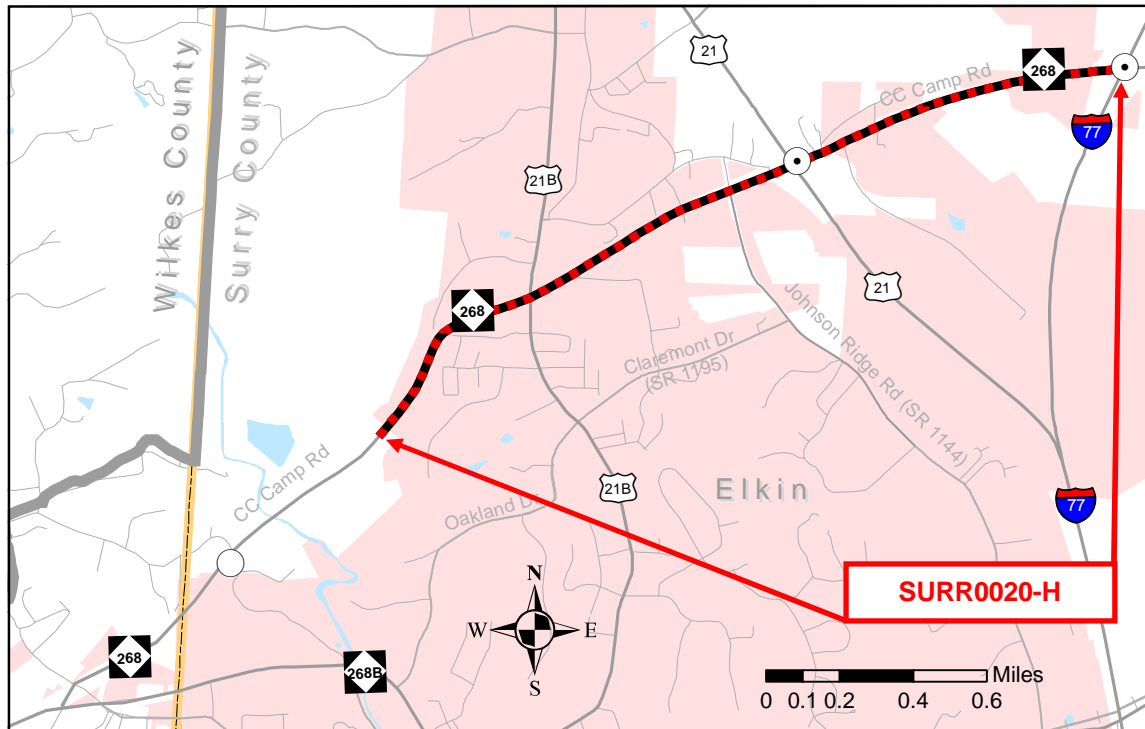 21
268
CC Camp Rd
77
Wilkes County
Surry County
21B
268
21
Claremont Dr
(SR 1195)
Johnson Ridge Rd (SR 1144)
CC Camp Rd
21B
Elkin
77
Oakland Dr
N
W
E
S
SURR0020-H
268
268B
Miles
0 0.1 0.2 0.4 0.6